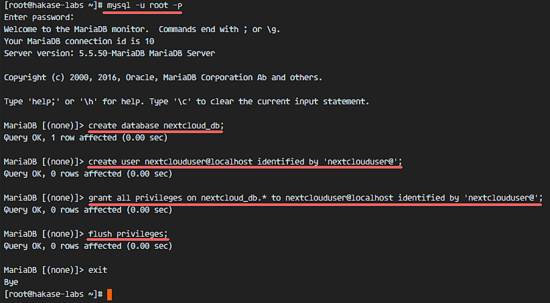 [root@hakase-labs ~]# mysql -u root -p
Enter password:
Welcome to the MariaDB monitor.  Commands end with ; or \g.
Your MariaDB connection id is 10
Server version: 5.5.50-MariaDB MariaDB Server
Copyright (c) 2000, 2016, Oracle, MariaDB Corporation Ab and others.
Type 'help;' or '\h' for help. Type '\c' to clear the current input statement.
MariaDB [(none)]> create database nextcloud_db;
Query OK, 1 row affected (0.00 sec)
MariaDB [(none)]> create user nextclouduser@localhost identified by 'nextclouduser@';
Query OK, 0 rows affected (0.00 sec)
MariaDB [(none)]> grant all privileges on nextcloud_db.* to nextclouduser@localhost identified by 'nextclouduser@';
Query OK, 0 rows affected (0.00 sec)
MariaDB [(none)]> flush privileges;
Query OK, 0 rows affected (0.00 sec)
MariaDB [(none)]> exit
Bye
[root@hakase-labs ~]#